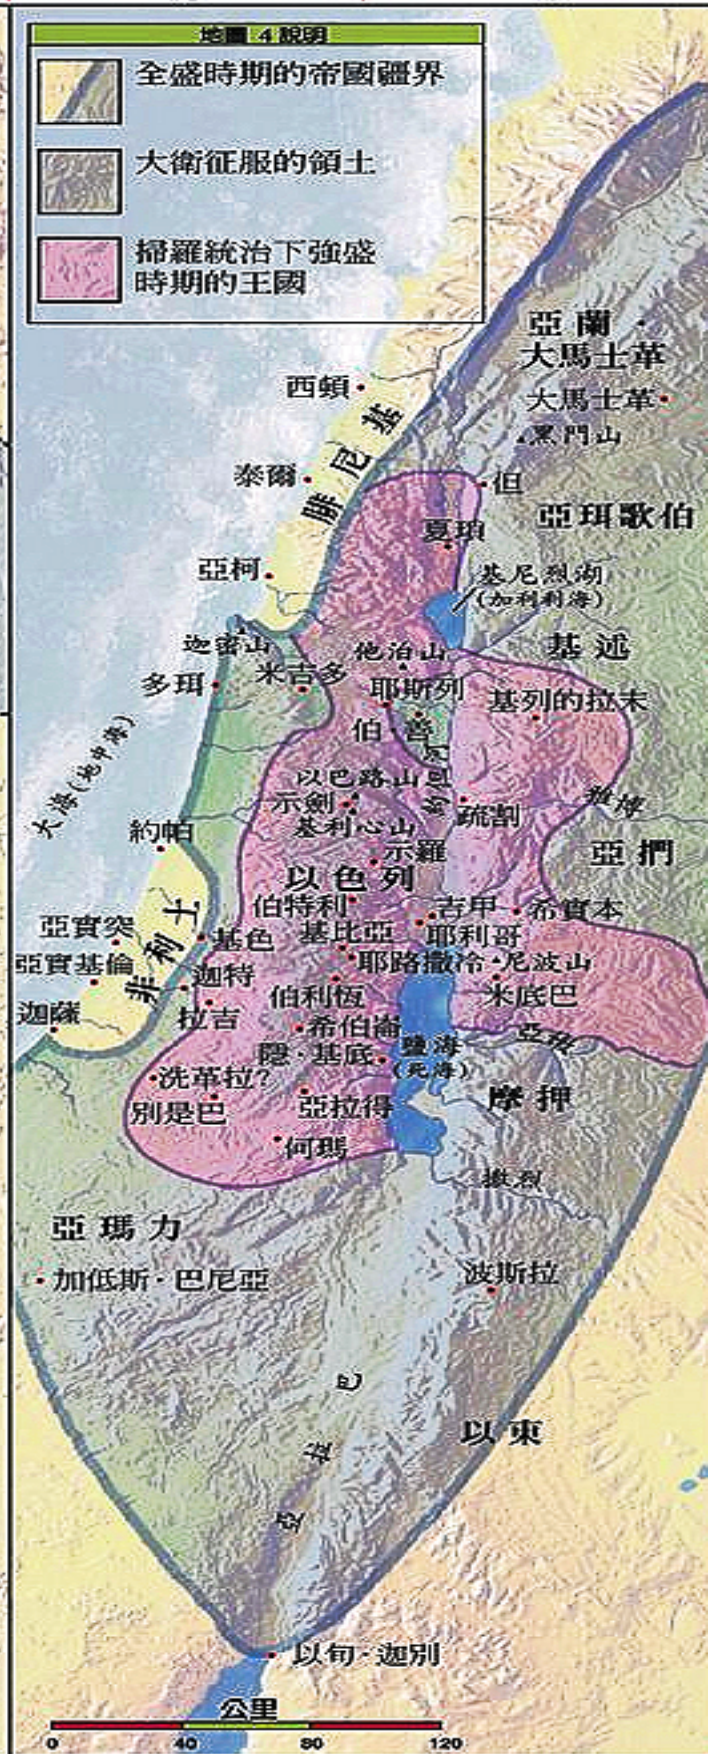 地圖 4 說明
全盛時期的帝國疆界
大衛征服的領土
掃羅統治下強盛
時期的王國
亞蘭
大馬士革
西頓
大馬士革
黑門山
腓尼基
泰爾
但
亞珥歌伯
夏瑣
亞柯
基尼烈湖
(加利利海)
迦密山
他泊山
基述
多珥
米吉多
耶斯列
基列的拉末
伯·善
大海(地中海)
約但河
以巴路山
示劍
疏割
雅博
基利心山
約帕
示羅
亞捫
以色列
伯特利
吉甲
希實本
亞實突
非利士
基色
基比亞
耶利哥
亞實基倫
迦特
耶路撒冷
尼波山
迦薩
拉吉
伯利恆
米底巴
希伯崙
鹽海
(死海)
亞嫩
隱·基底
洗革拉?
摩押
別是巴
亞拉得
何瑪
撒烈
亞瑪力
加低斯·巴尼亞
波斯拉
亞拉巴
以東
以旬·迦別
公里
0 40 80 120